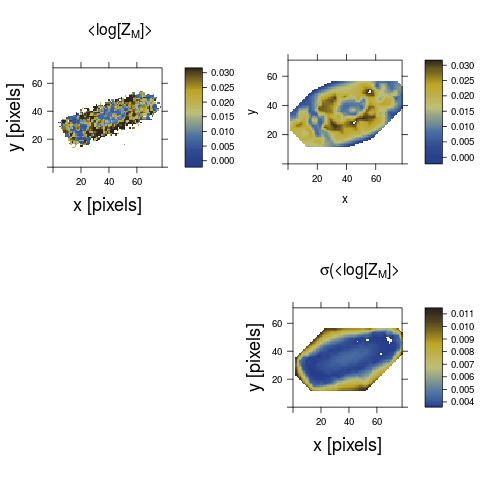 <log[Z_M]>
60
40
20
20 40 60
x [pixels]
y [pixels]
0.030
0.025
0.020
0.015
0.010
0.005
0.000
60
40
20
20 40 60
x
y
0.030
0.025
0.020
0.015
0.010
0.005
0.000
σ(<log[Z_M]>
60
40
20
20 40 60
x [pixels]
y [pixels]
0.011
0.010
0.009
0.008
0.007
0.006
0.005
0.004